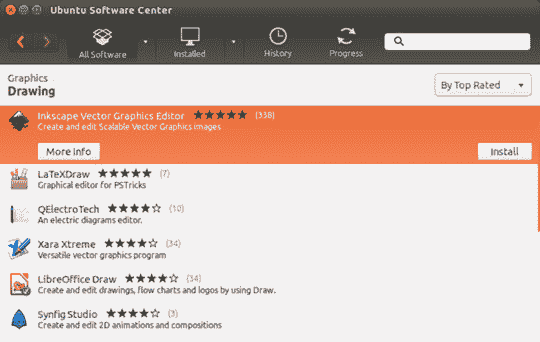 Ubuntu Software Center
All Software
Installed
History
Progress
Graphics
Drawing
By Top Rated
Inkscape Vector Graphics Editor (338)
Create and edit Scalable Vector Graphics images
More Info
Install
LaTeXDraw (7)
Graphical editor for PSTricks
QElectroTech (10)
An electric diagrams editor.
Xara Xtreme (34)
Versatile vector graphics program
LibreOffice Draw (34)
Create and edit drawings, flow charts and logos by using Draw.
Synfig Studio (3)
Create and edit 2D animations and compositions